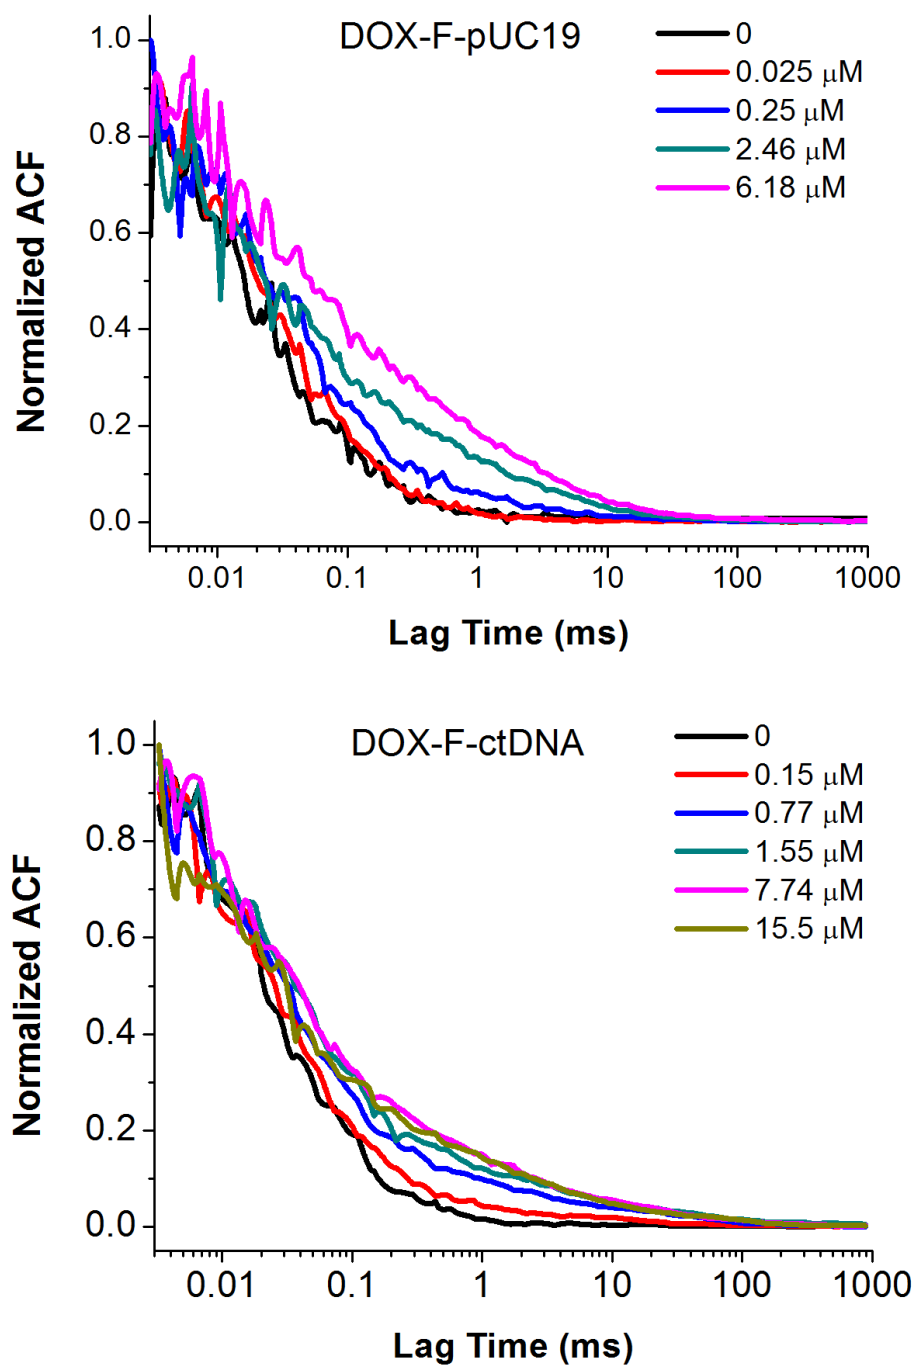 DOX-F-pUC19
0
0.025 μM
0.25 μM
2.46 μM
6.18 μM
Normalized ACF
1.0
0.8
0.6
0.4
0.2
0.0
0.01
0.1
1
10
100
1000
Lag Time (ms)
DOX-F-ctDNA
0
0.15 μM
0.77 μM
1.55 μM
7.74 μM
15.5 μM
Normalized ACF
1.0
0.8
0.6
0.4
0.2
0.0
0.01
0.1
1
10
100
1000
Lag Time (ms)